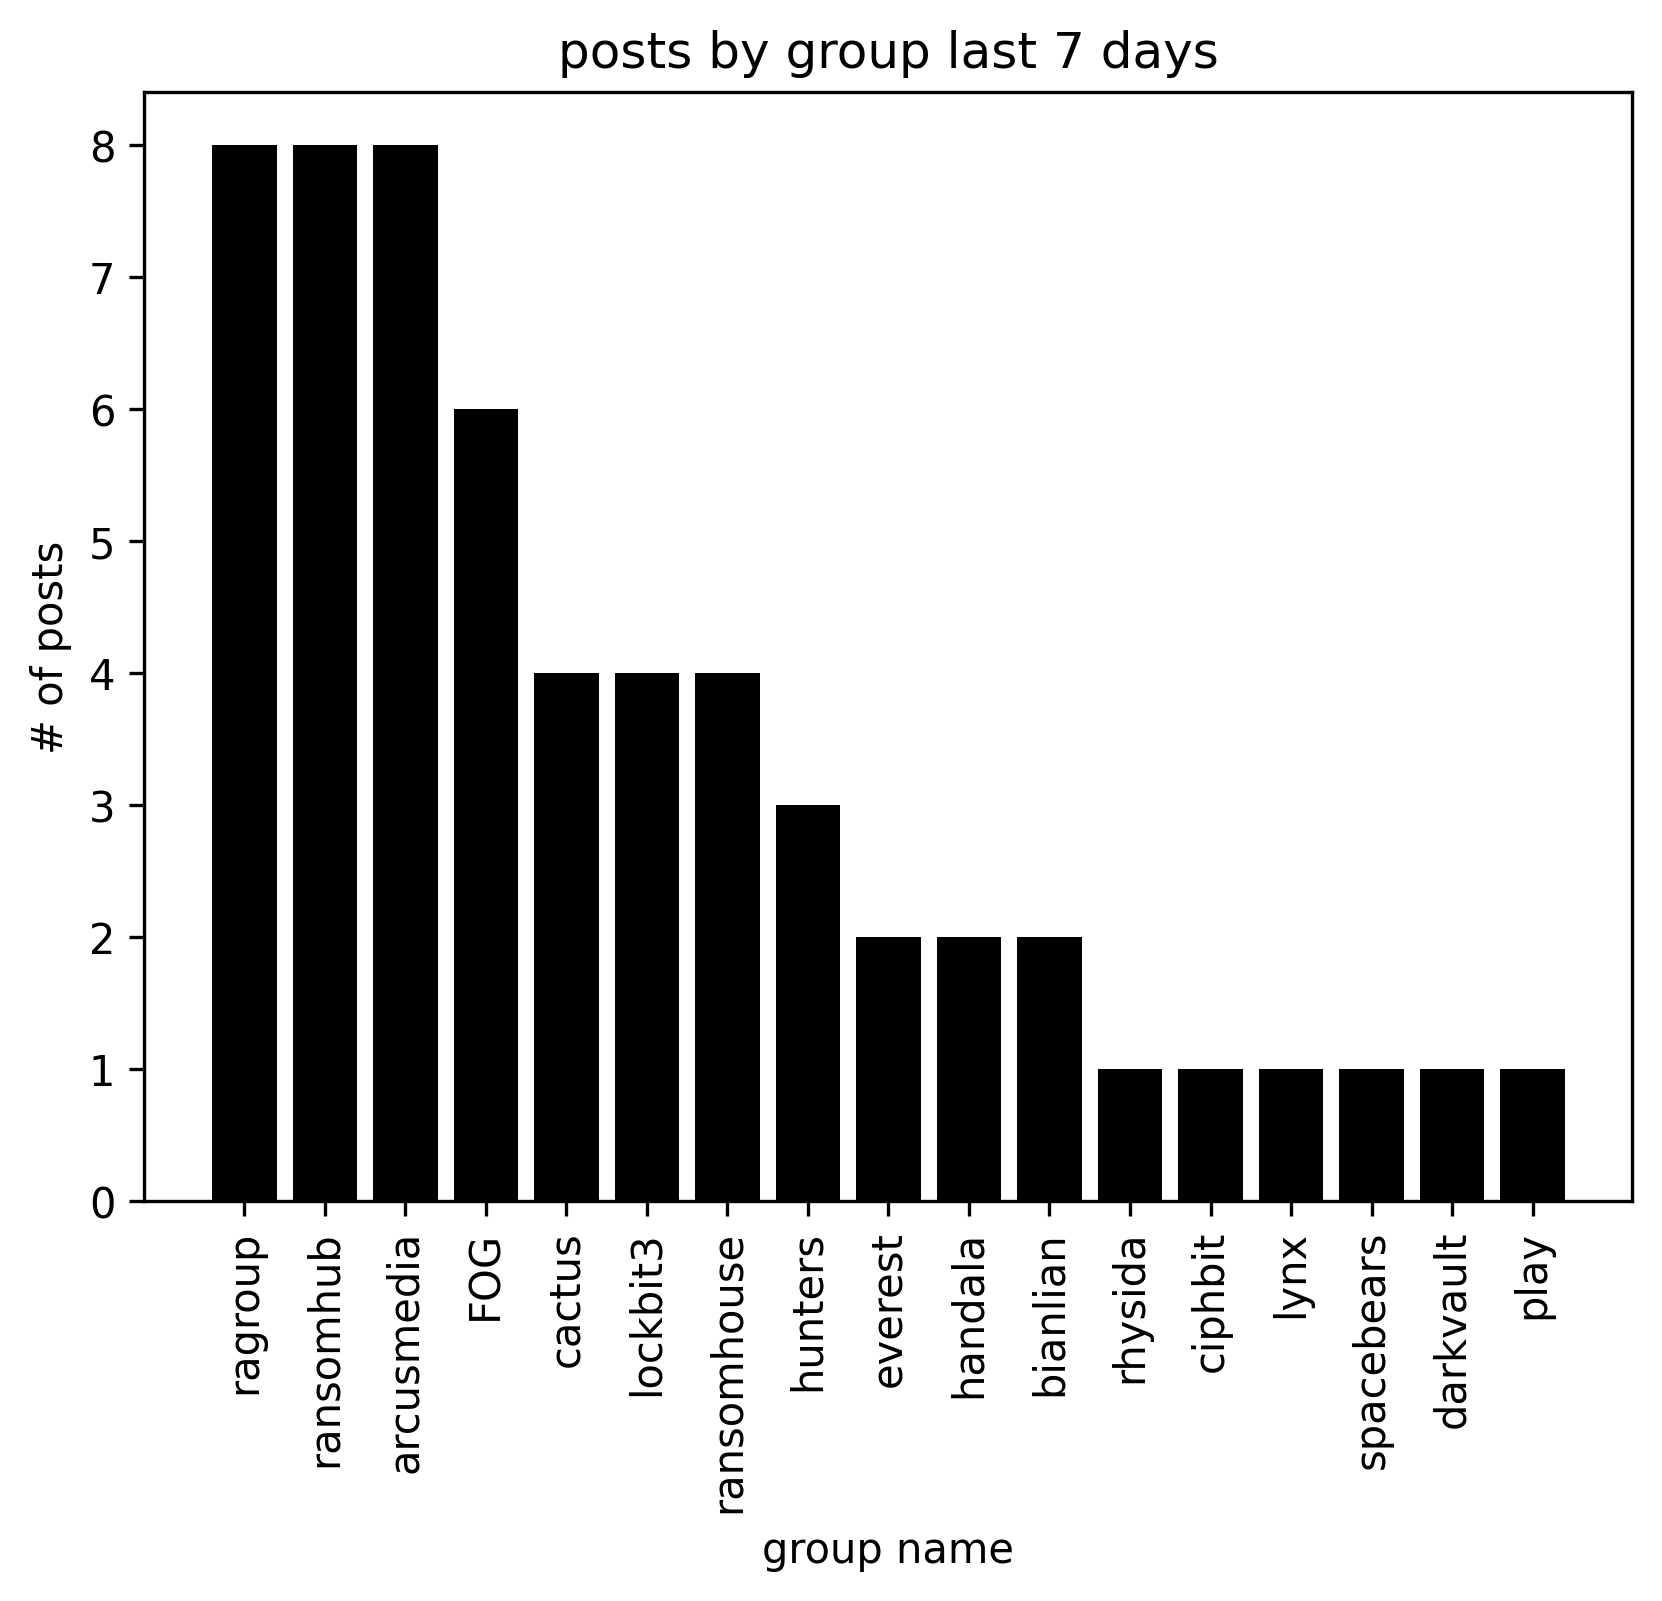 posts by group last 7 days
# of posts
8
7
6
5
4
3
2
1
0
ragroup
ransomhub
arcusmedia
FOG
cactus
lockbit3
ransomhouse
hunters
everest
handala
bianlian
rhysida
ciphbit
lynx
spacebears
darkvault
play
group name